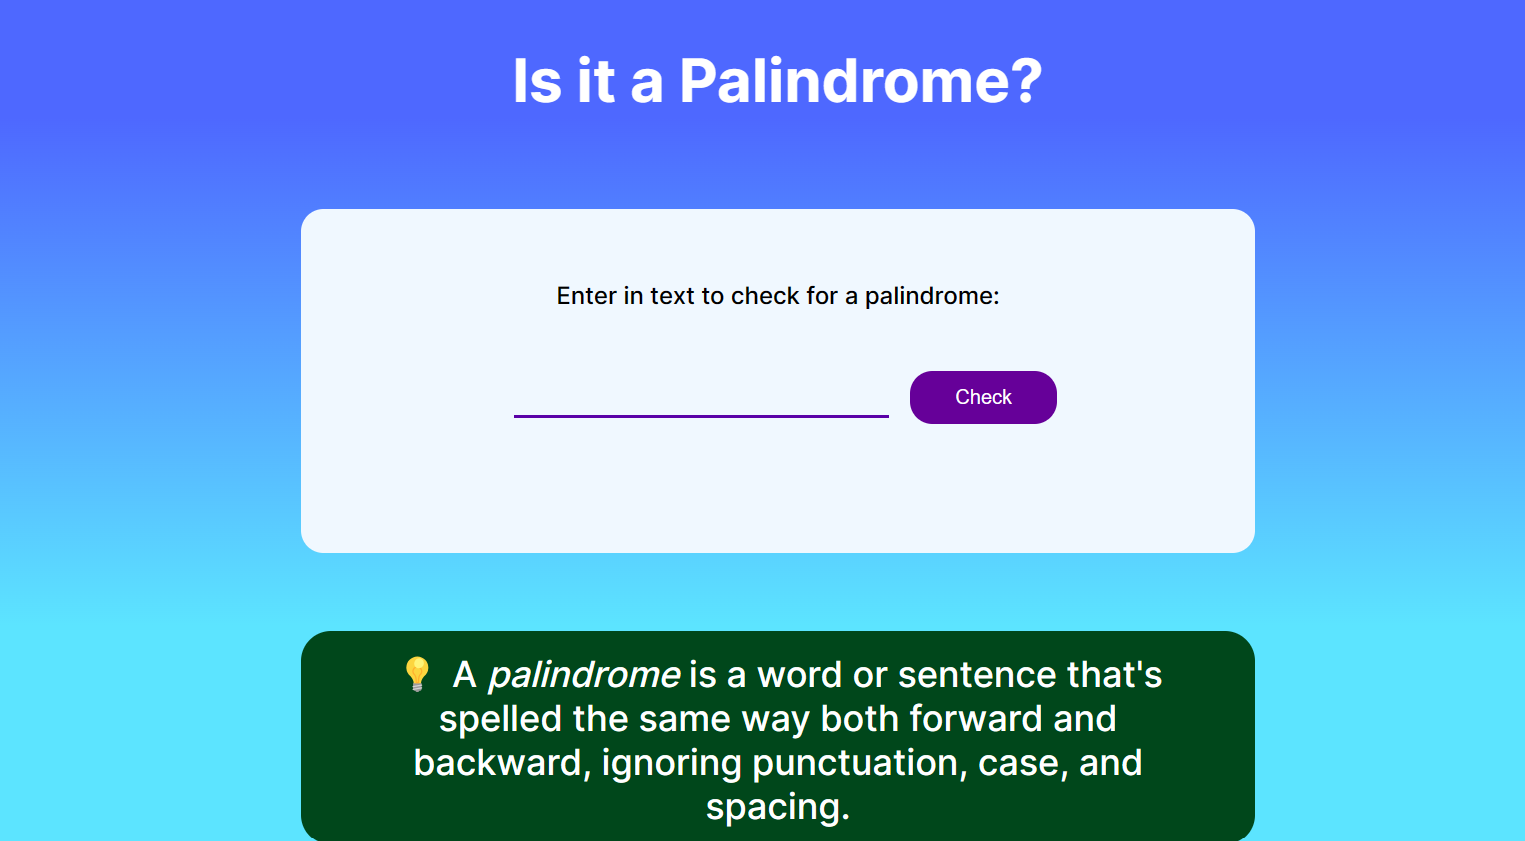 Is it a Palindrome?
Enter in text to check for a palindrome:
Check
💡 A palindrome is a word or sentence that's
spelled the same way both forward and
backward, ignoring punctuation, case, and
spacing.